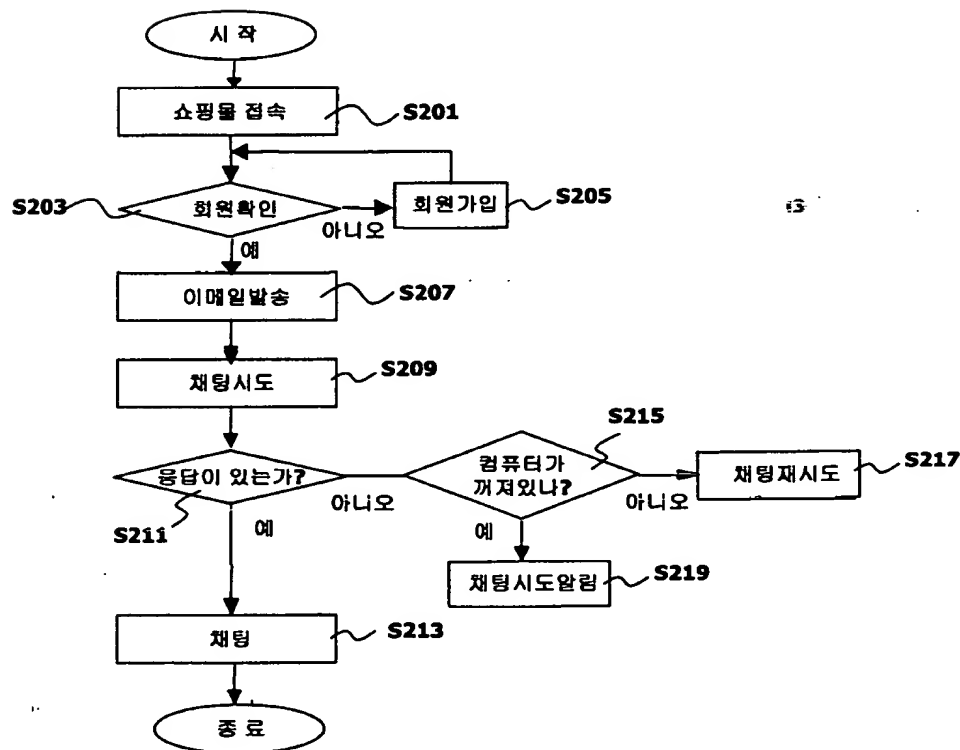 시 작
쇼핑몰 접속
S201
S203
회원확인
회원가입
S205
아니오
예
이메일발송
S207
채팅시도
S209
응답이 있는가?
S211
아니오
예
컴퓨터가
꺼져있나?
S215
아니오
예
채팅재시도
S217
채팅시도알림
S219
채팅
S213
종 료